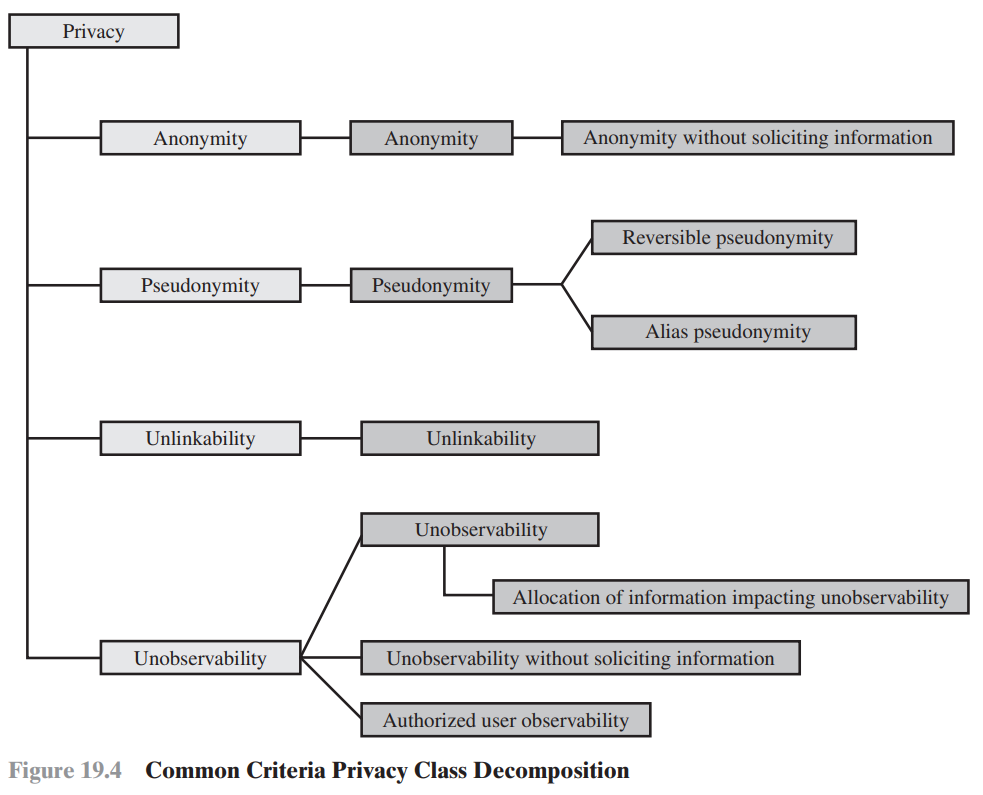 Privacy
Anonymity
Anonymity
Anonymity without soliciting information
Reversible pseudonymity
Pseudonymity
Pseudonymity
Alias pseudonymity
Unlinkability
Unlinkability
Unobservability
Allocation of information impacting unobservability
Unobservability
Unobservability without soliciting information
Authorized user observability
Figure 19.4 Common Criteria Privacy Class Decomposition